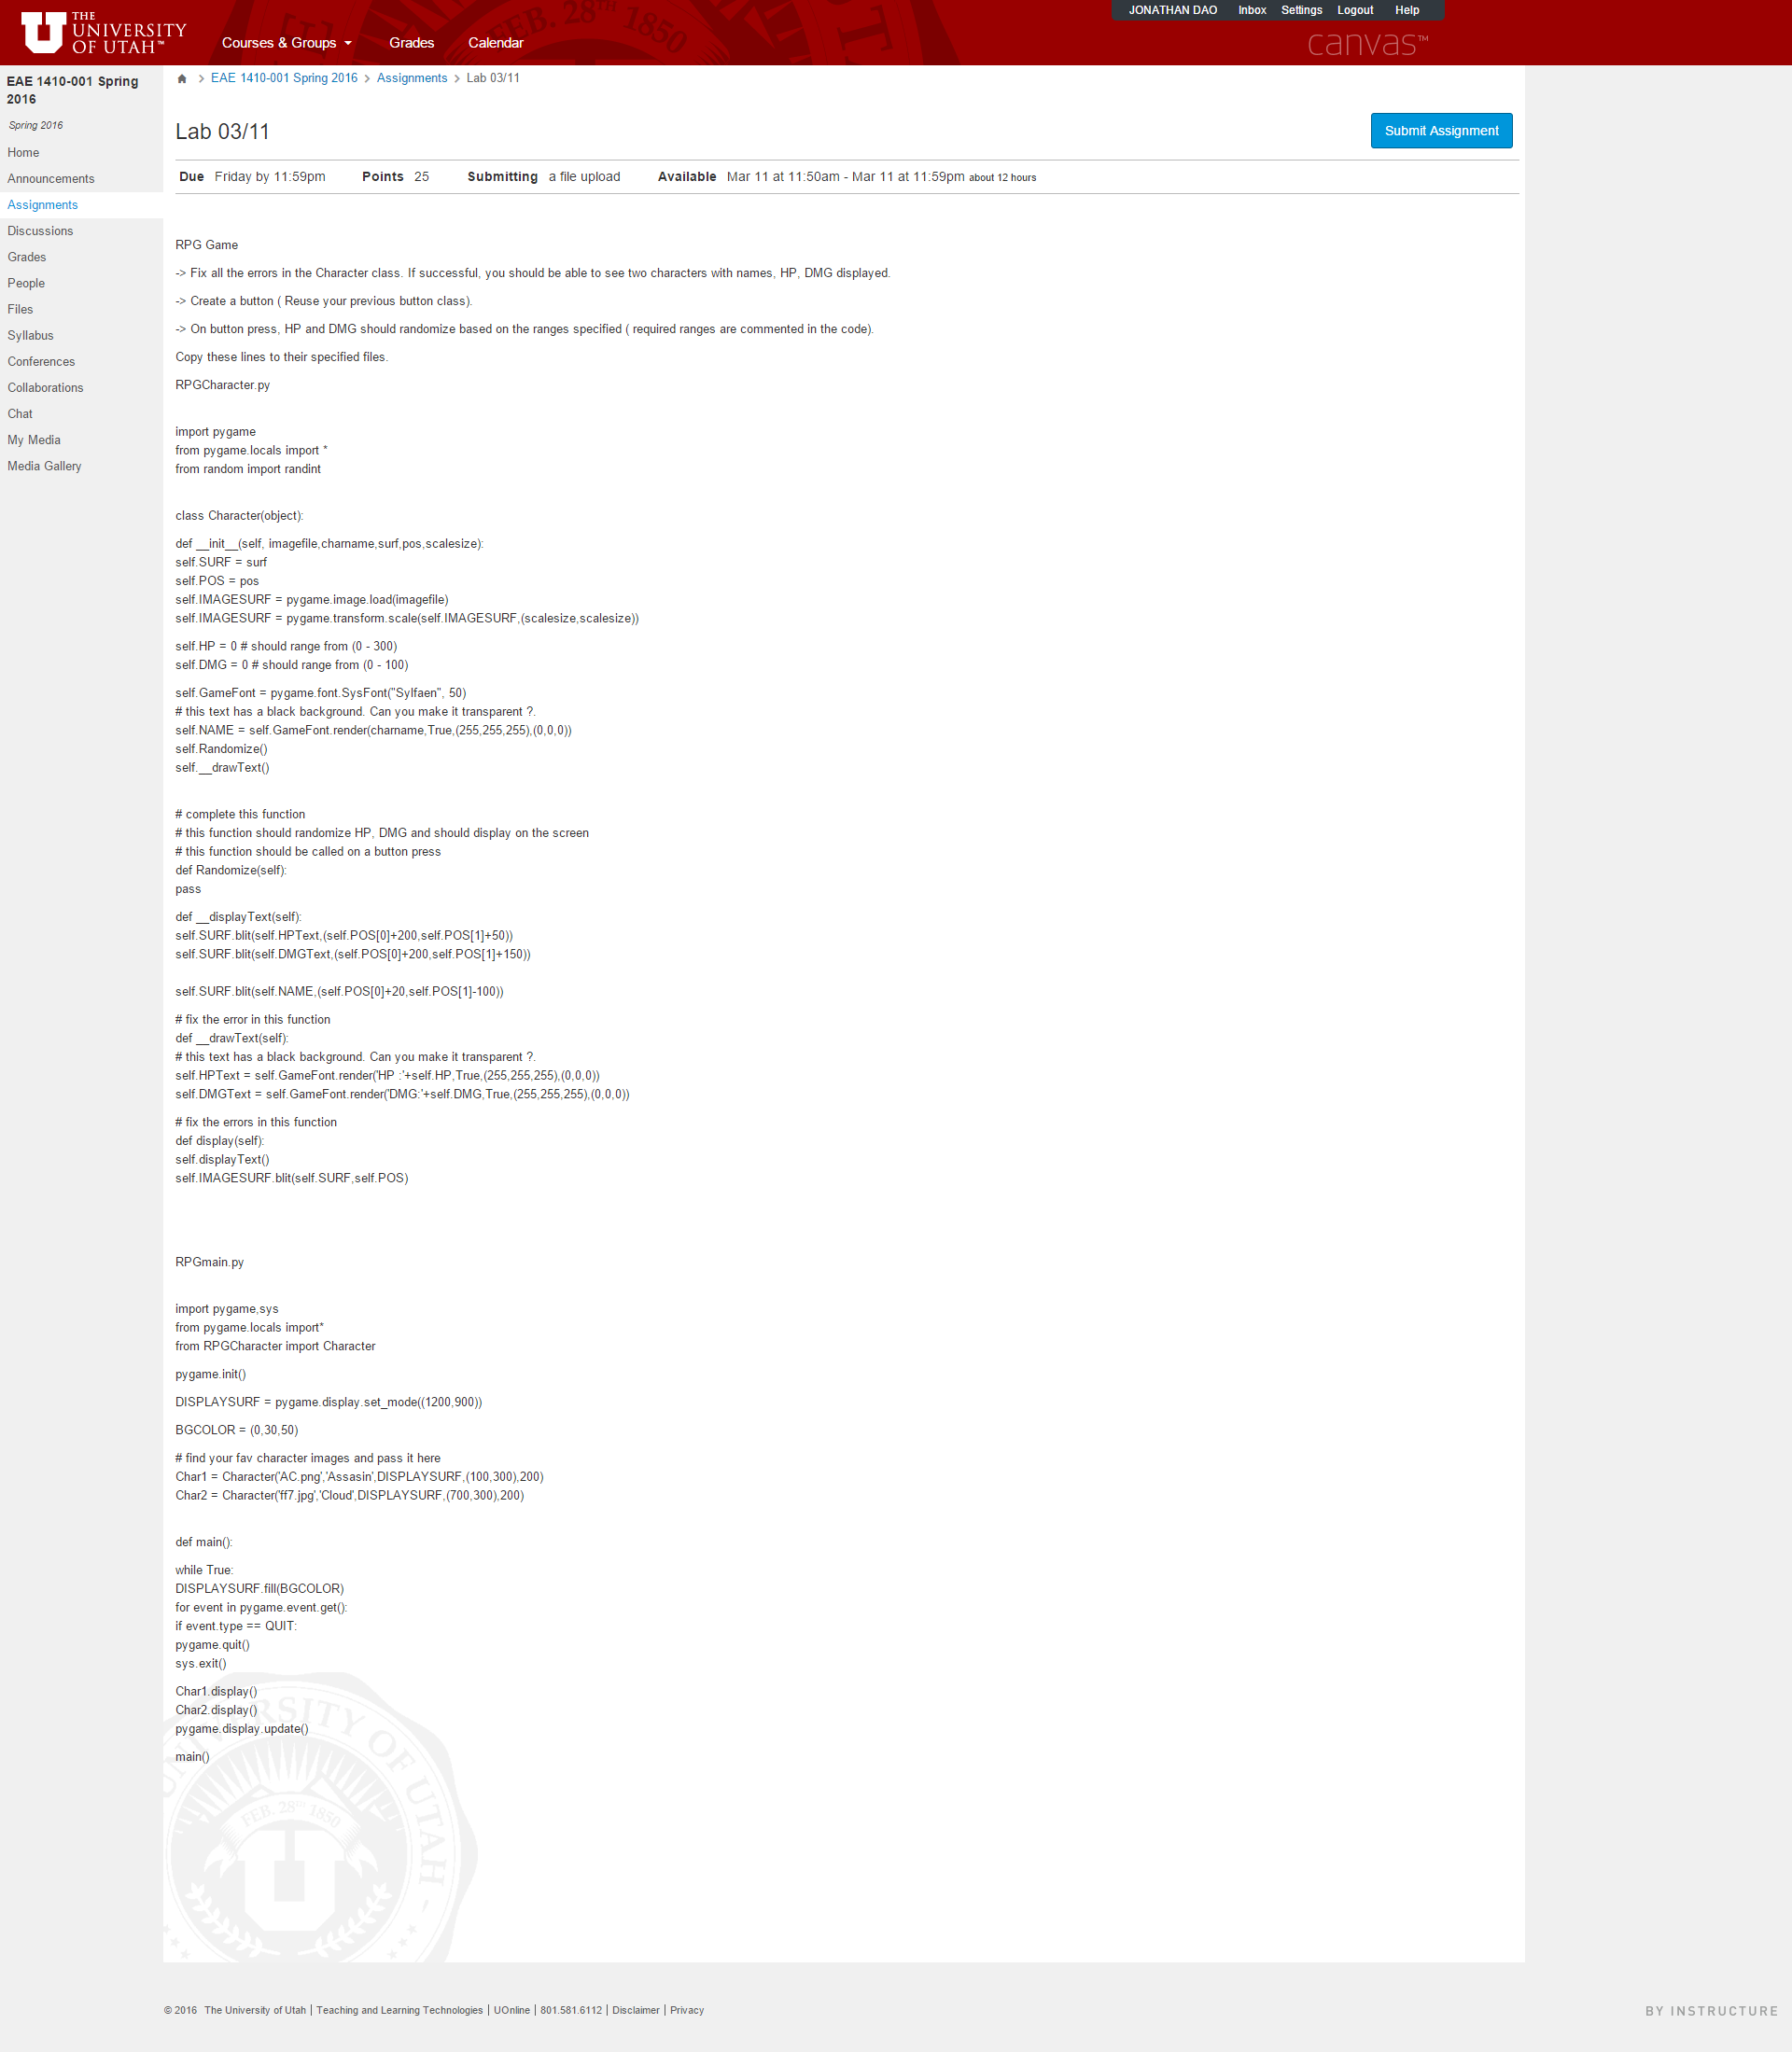 THE
UNIVERSITY
OF UTAH™
FEB. 28TH 1850
JONATHAN DAO Inbox Settings Logout Help
Courses & Groups Grades Calendar
canvas™
EAE 1410-001 Spring 2016 Assignments Lab 03/11
EAE 1410-001 Spring
2016
Spring 2016
Home
Announcements
Assignments
Discussions
Grades
People
Files
Syllabus
Conferences
Collaborations
Chat
My Media
Media Gallery
Lab 03/11
Submit Assignment
Due Friday by 11:59pm Points 25 Submitting a file upload Available Mar 11 at 11:50am - Mar 11 at 11:59pm about 12 hours
RPG Game
-> Fix all the errors in the Character class. If successful, you should be able to see two characters with names, HP, DMG displayed.
-> Create a button ( Reuse your previous button class).
-> On button press, HP and DMG should randomize based on the ranges specified ( required ranges are commented in the code).
Copy these lines to their specified files.
RPGCharacter.py
import pygame
from pygame.locals import *
from random import randint
class Character(object):
def __init__(self, imagefile,charname,surf,pos,scalesize):
self.SURF = surf
self.POS = pos
self.IMAGESURF = pygame.image.load(imagefile)
self.IMAGESURF = pygame.transform.scale(self.IMAGESURF,(scalesize,scalesize))
self.HP = 0 # should range from (0 - 300)
self.DMG = 0 # should range from (0 - 100)
self.GameFont = pygame.font.SysFont("Sylfaen", 50)
# this text has a black background. Can you make it transparent ?.
self.NAME = self.GameFont.render(charname,True,(255,255,255),(0,0,0))
self.Randomize()
self.__drawText()
# complete this function
# this function should randomize HP, DMG and should display on the screen
# this function should be called on a button press
def Randomize(self):
pass
def __displayText(self):
self.SURF.blit(self.HPText,(self.POS[0]+200,self.POS[1]+50))
self.SURF.blit(self.DMGText,(self.POS[0]+200,self.POS[1]+150))
self.SURF.blit(self.NAME,(self.POS[0]+20,self.POS[1]-100))
# fix the error in this function
def __drawText(self):
# this text has a black background. Can you make it transparent ?.
self.HPText = self.GameFont.render('HP :'+self.HP,True,(255,255,255),(0,0,0))
self.DMGText = self.GameFont.render('DMG:'+self.DMG,True,(255,255,255),(0,0,0))
# fix the errors in this function
def display(self):
self.displayText()
self.IMAGESURF.blit(self.SURF,self.POS)
RPGmain.py
import pygame,sys
from pygame.locals import*
from RPGCharacter import Character
pygame.init()
DISPLAYSURF = pygame.display.set_mode((1200,900))
BGCOLOR = (0,30,50)
# find your fav character images and pass it here
Char1 = Character('AC.png','Assasin',DISPLAYSURF,(100,300),200)
Char2 = Character('ff7.jpg','Cloud',DISPLAYSURF,(700,300),200)
def main():
while True:
DISPLAYSURF.fill(BGCOLOR)
for event in pygame.event.get():
if event.type == QUIT:
pygame.quit()
sys.exit()
Char1.display()
Char2.display()
pygame.display.update()
main()
UNIVERSITY OF UTAH
FEB. 28TH 1850
© 2016 The University of Utah | Teaching and Learning Technologies | UOnline | 801.581.6112 | Disclaimer | Privacy
BY INSTRUCTURE